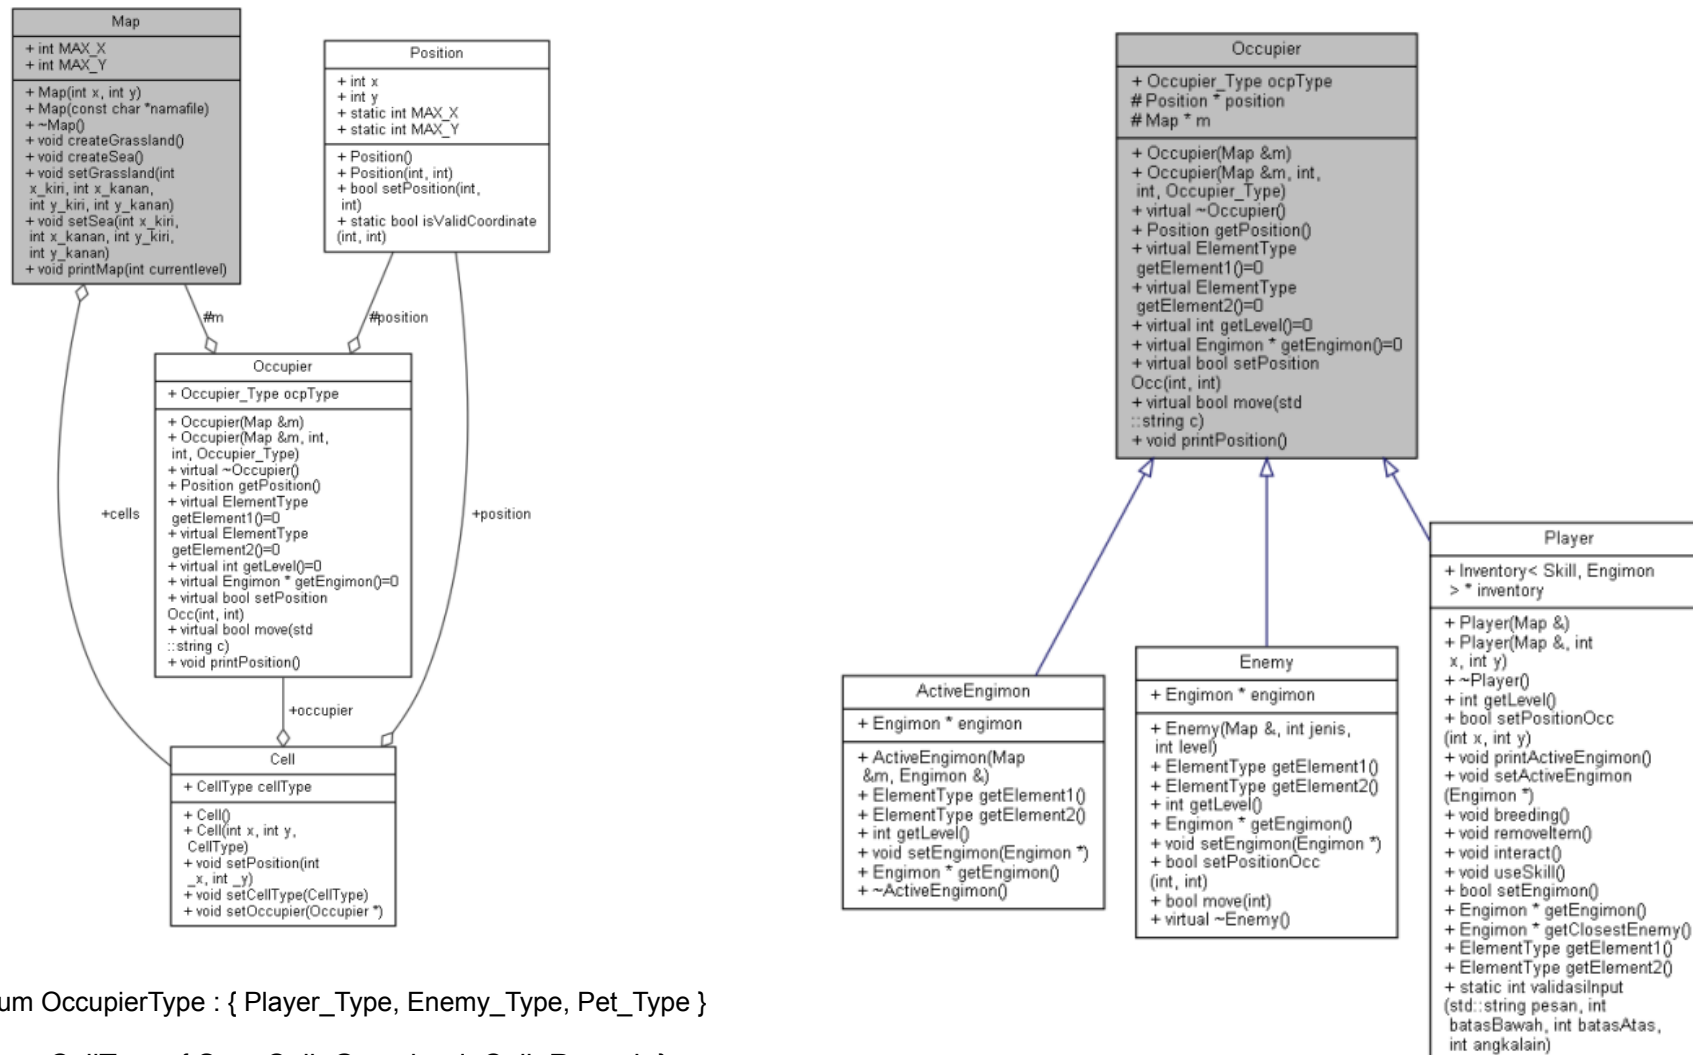 Map
+ int MAX_X
+ int MAX_Y
+ Map(int x, int y)
+ Map(const char *namafile)
+ ~Map()
+ void createGrassland()
+ void createSea()
+ void setGrassland(int
x_kiri, int x_kanan,
int y_kiri, int y_kanan)
+ void setSea(int x_kiri,
int x_kanan, int y_kiri,
int y_kanan)
+ void printMap(int currentlevel)
Position
+ int x
+ int y
+ static int MAX_X
+ static int MAX_Y
+ Position()
+ Position(int, int)
+ bool setPosition(int,
int)
+ static bool isValidCoordinate
(int, int)
#m
#position
Occupier
+ Occupier_Type ocpType
+ Occupier(Map &m)
+ Occupier(Map &m, int,
int, Occupier_Type)
+ virtual ~Occupier()
+ Position getPosition()
+ virtual ElementType
getElement1()=0
+ virtual ElementType
getElement2()=0
+ virtual int getLevel()=0
+ virtual Engimon * getEngimon()=0
+ virtual bool setPosition
Occ(int, int)
+ virtual bool move(std
::string c)
+ void printPosition()
+cells
+position
+occupier
Cell
+ CellType cellType
+ Cell()
+ Cell(int x, int y,
CellType)
+ void setPosition(int
_x, int _y)
+ void setCellType(CellType)
+ void setOccupier(Occupier *)
um OccupierType : { Player_Type, Enemy_Type, Pet_Type }
Occupier
+ Occupier_Type ocpType
# Position * position
# Map * m
+ Occupier(Map &m)
+ Occupier(Map &m, int,
int, Occupier_Type)
+ virtual ~Occupier()
+ Position getPosition()
+ virtual ElementType
getElement1()=0
+ virtual ElementType
getElement2()=0
+ virtual int getLevel()=0
+ virtual Engimon * getEngimon()=0
+ virtual bool setPosition
Occ(int, int)
+ virtual bool move(std
::string c)
+ void printPosition()
ActiveEngimon
+ Engimon * engimon
+ ActiveEngimon(Map
&m, Engimon &)
+ ElementType getElement1()
+ ElementType getElement2()
+ int getLevel()
+ void setEngimon(Engimon *)
+ Engimon * getEngimon()
+ ~ActiveEngimon()
Enemy
+ Engimon * engimon
+ Enemy(Map &, int jenis,
int level)
+ ElementType getElement1()
+ ElementType getElement2()
+ int getLevel()
+ Engimon * getEngimon()
+ void setEngimon(Engimon *)
+ bool setPositionOcc
(int, int)
+ bool move(int)
+ virtual ~Enemy()
Player
+ Inventory< Skill, Engimon
> * inventory
+ Player(Map &)
+ Player(Map &, int
x, int y)
+ ~Player()
+ int getLevel()
+ bool setPositionOcc
(int x, int y)
+ void printActiveEngimon()
+ void setActiveEngimon
(Engimon *)
+ void breeding()
+ void removeItem()
+ void interact()
+ void useSkill()
+ bool setEngimon()
+ Engimon * getEngimon()
+ Engimon * getClosestEnemy()
+ ElementType getElement1()
+ ElementType getElement2()
+ static int validasiInput
(std::string pesan, int
batasBawah, int batasAtas,
int angkalain)